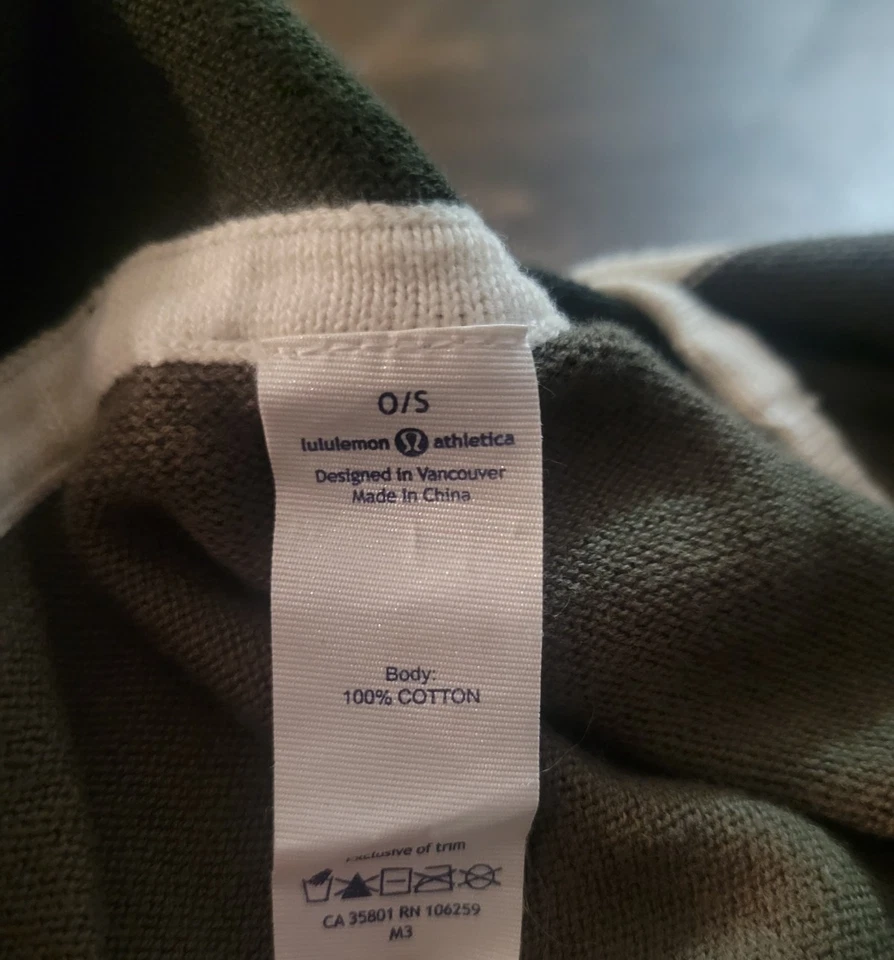 O/S
lululemon athletica
Designed in Vancouver
Made in China
Body:
100% COTTON
exclusive of trim
CA 35801 RN 106259
M3